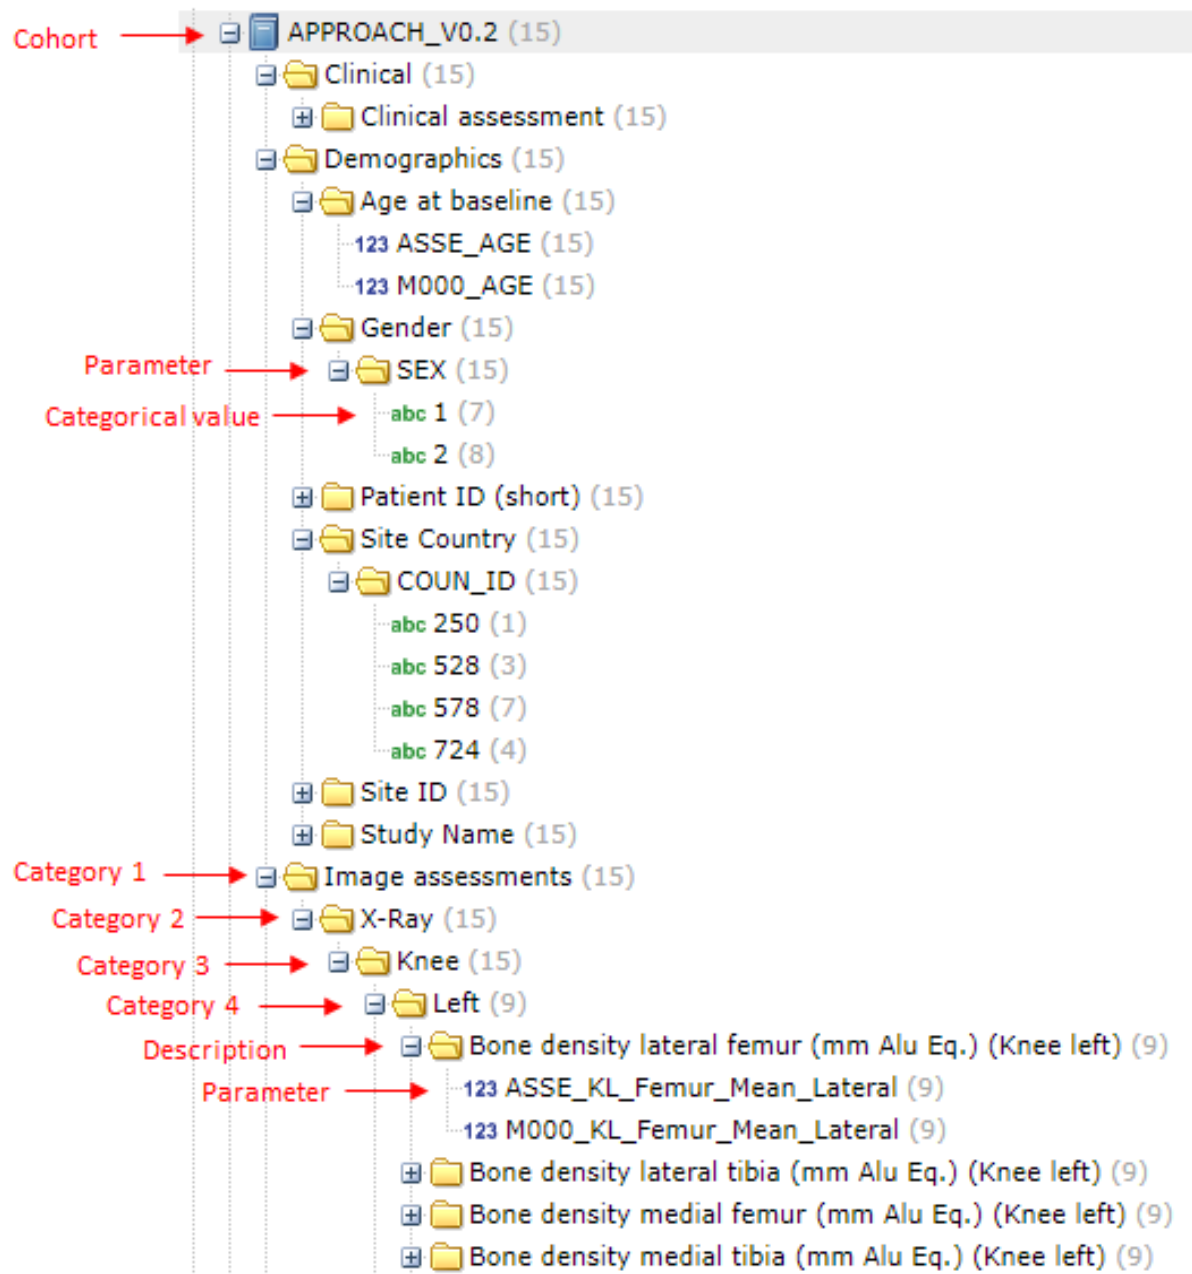 Cohort APPROACH_V0.2 (15)
Clinical (15)
Clinical assessment (15)
Demographics (15)
Age at baseline (15)
123 ASSE_AGE (15)
123 M000_AGE (15)
Gender (15)
Parameter SEX (15)
Categorical value abc 1 (7)
abc 2 (8)
Patient ID (short) (15)
Site Country (15)
COUN_ID (15)
abc 250 (1)
abc 528 (3)
abc 578 (7)
abc 724 (4)
Site ID (15)
Study Name (15)
Category 1 Image assessments (15)
Category 2 X-Ray (15)
Category 3 Knee (15)
Category 4 Left (9)
Description Bone density lateral femur (mm Alu Eq.) (Knee left) (9)
Parameter 123 ASSE_KL_Femur_Mean_Lateral (9)
123 M000_KL_Femur_Mean_Lateral (9)
Bone density lateral tibia (mm Alu Eq.) (Knee left) (9)
Bone density medial femur (mm Alu Eq.) (Knee left) (9)
Bone density medial tibia (mm Alu Eq.) (Knee left) (9)